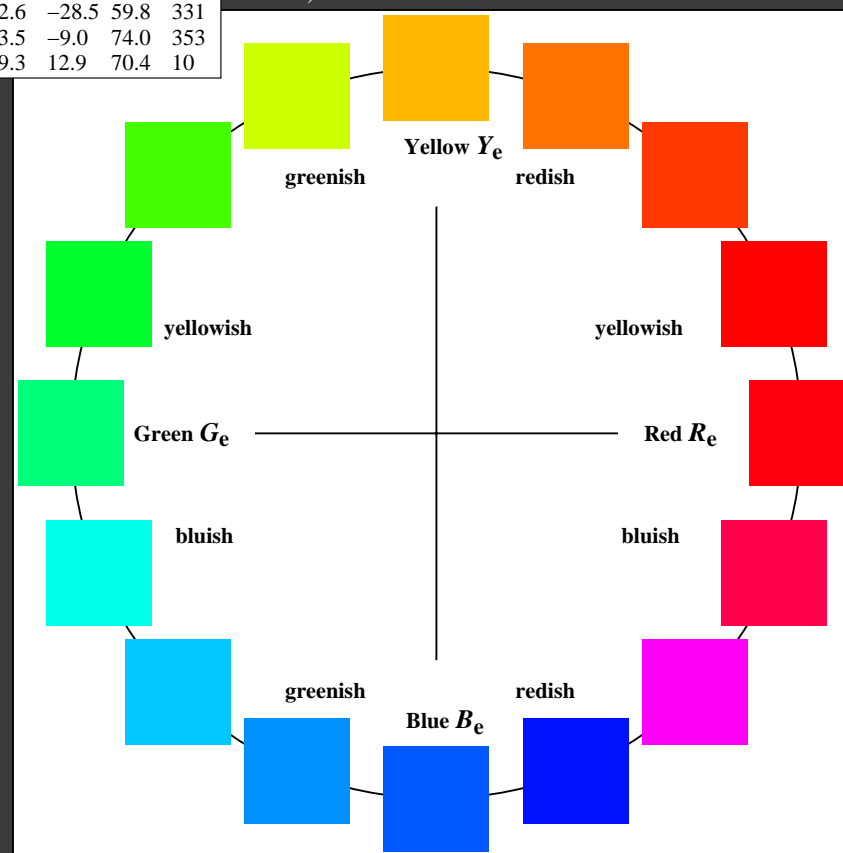 2.6 −28.5 59.8 331
3.5 −9.0 74.0 353
9.3 12.9 70.4 10
Yellow Ye
greenish redish
yellowish yellowish
Green Ge Red Re
bluish bluish
greenish redish
Blue Be